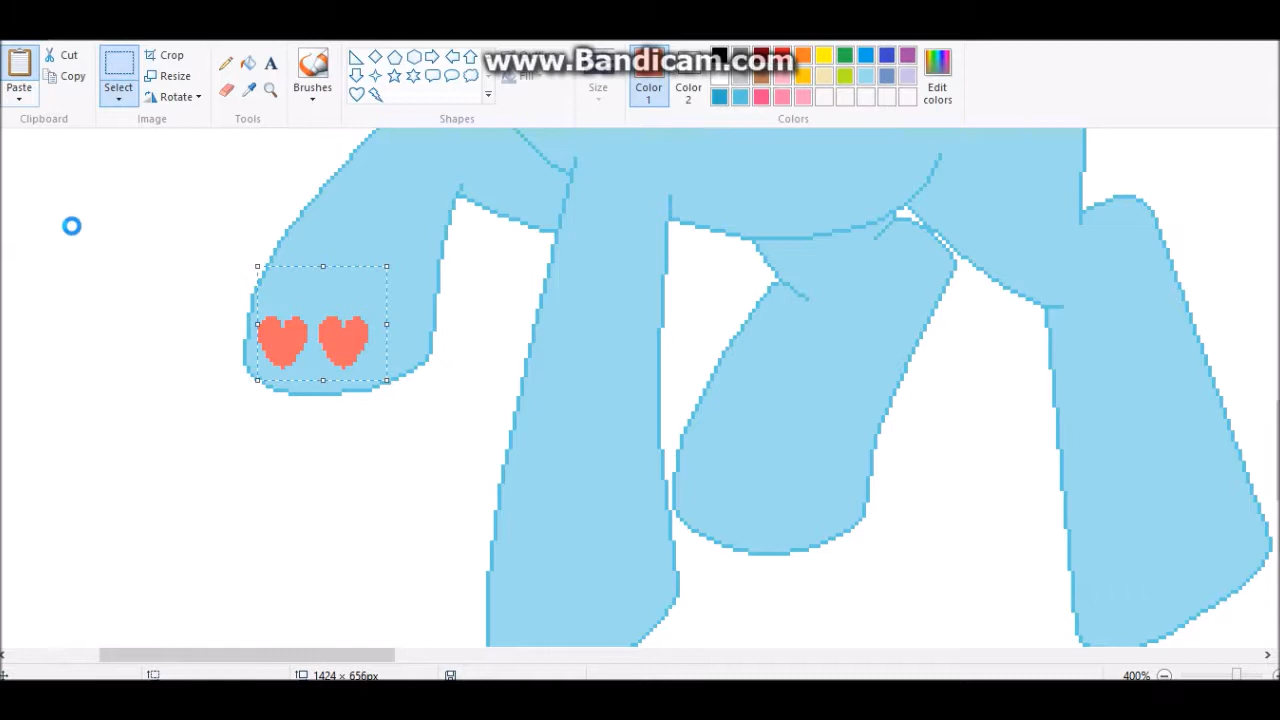 www.Bandicam.com
Cut
Copy
Paste
Clipboard
Crop
Resize
Rotate
Select
Image
Tools
Brushes
Shapes
Fill
Size
Color 1
Color 2
Edit colors
Colors
1424 × 656px
400%